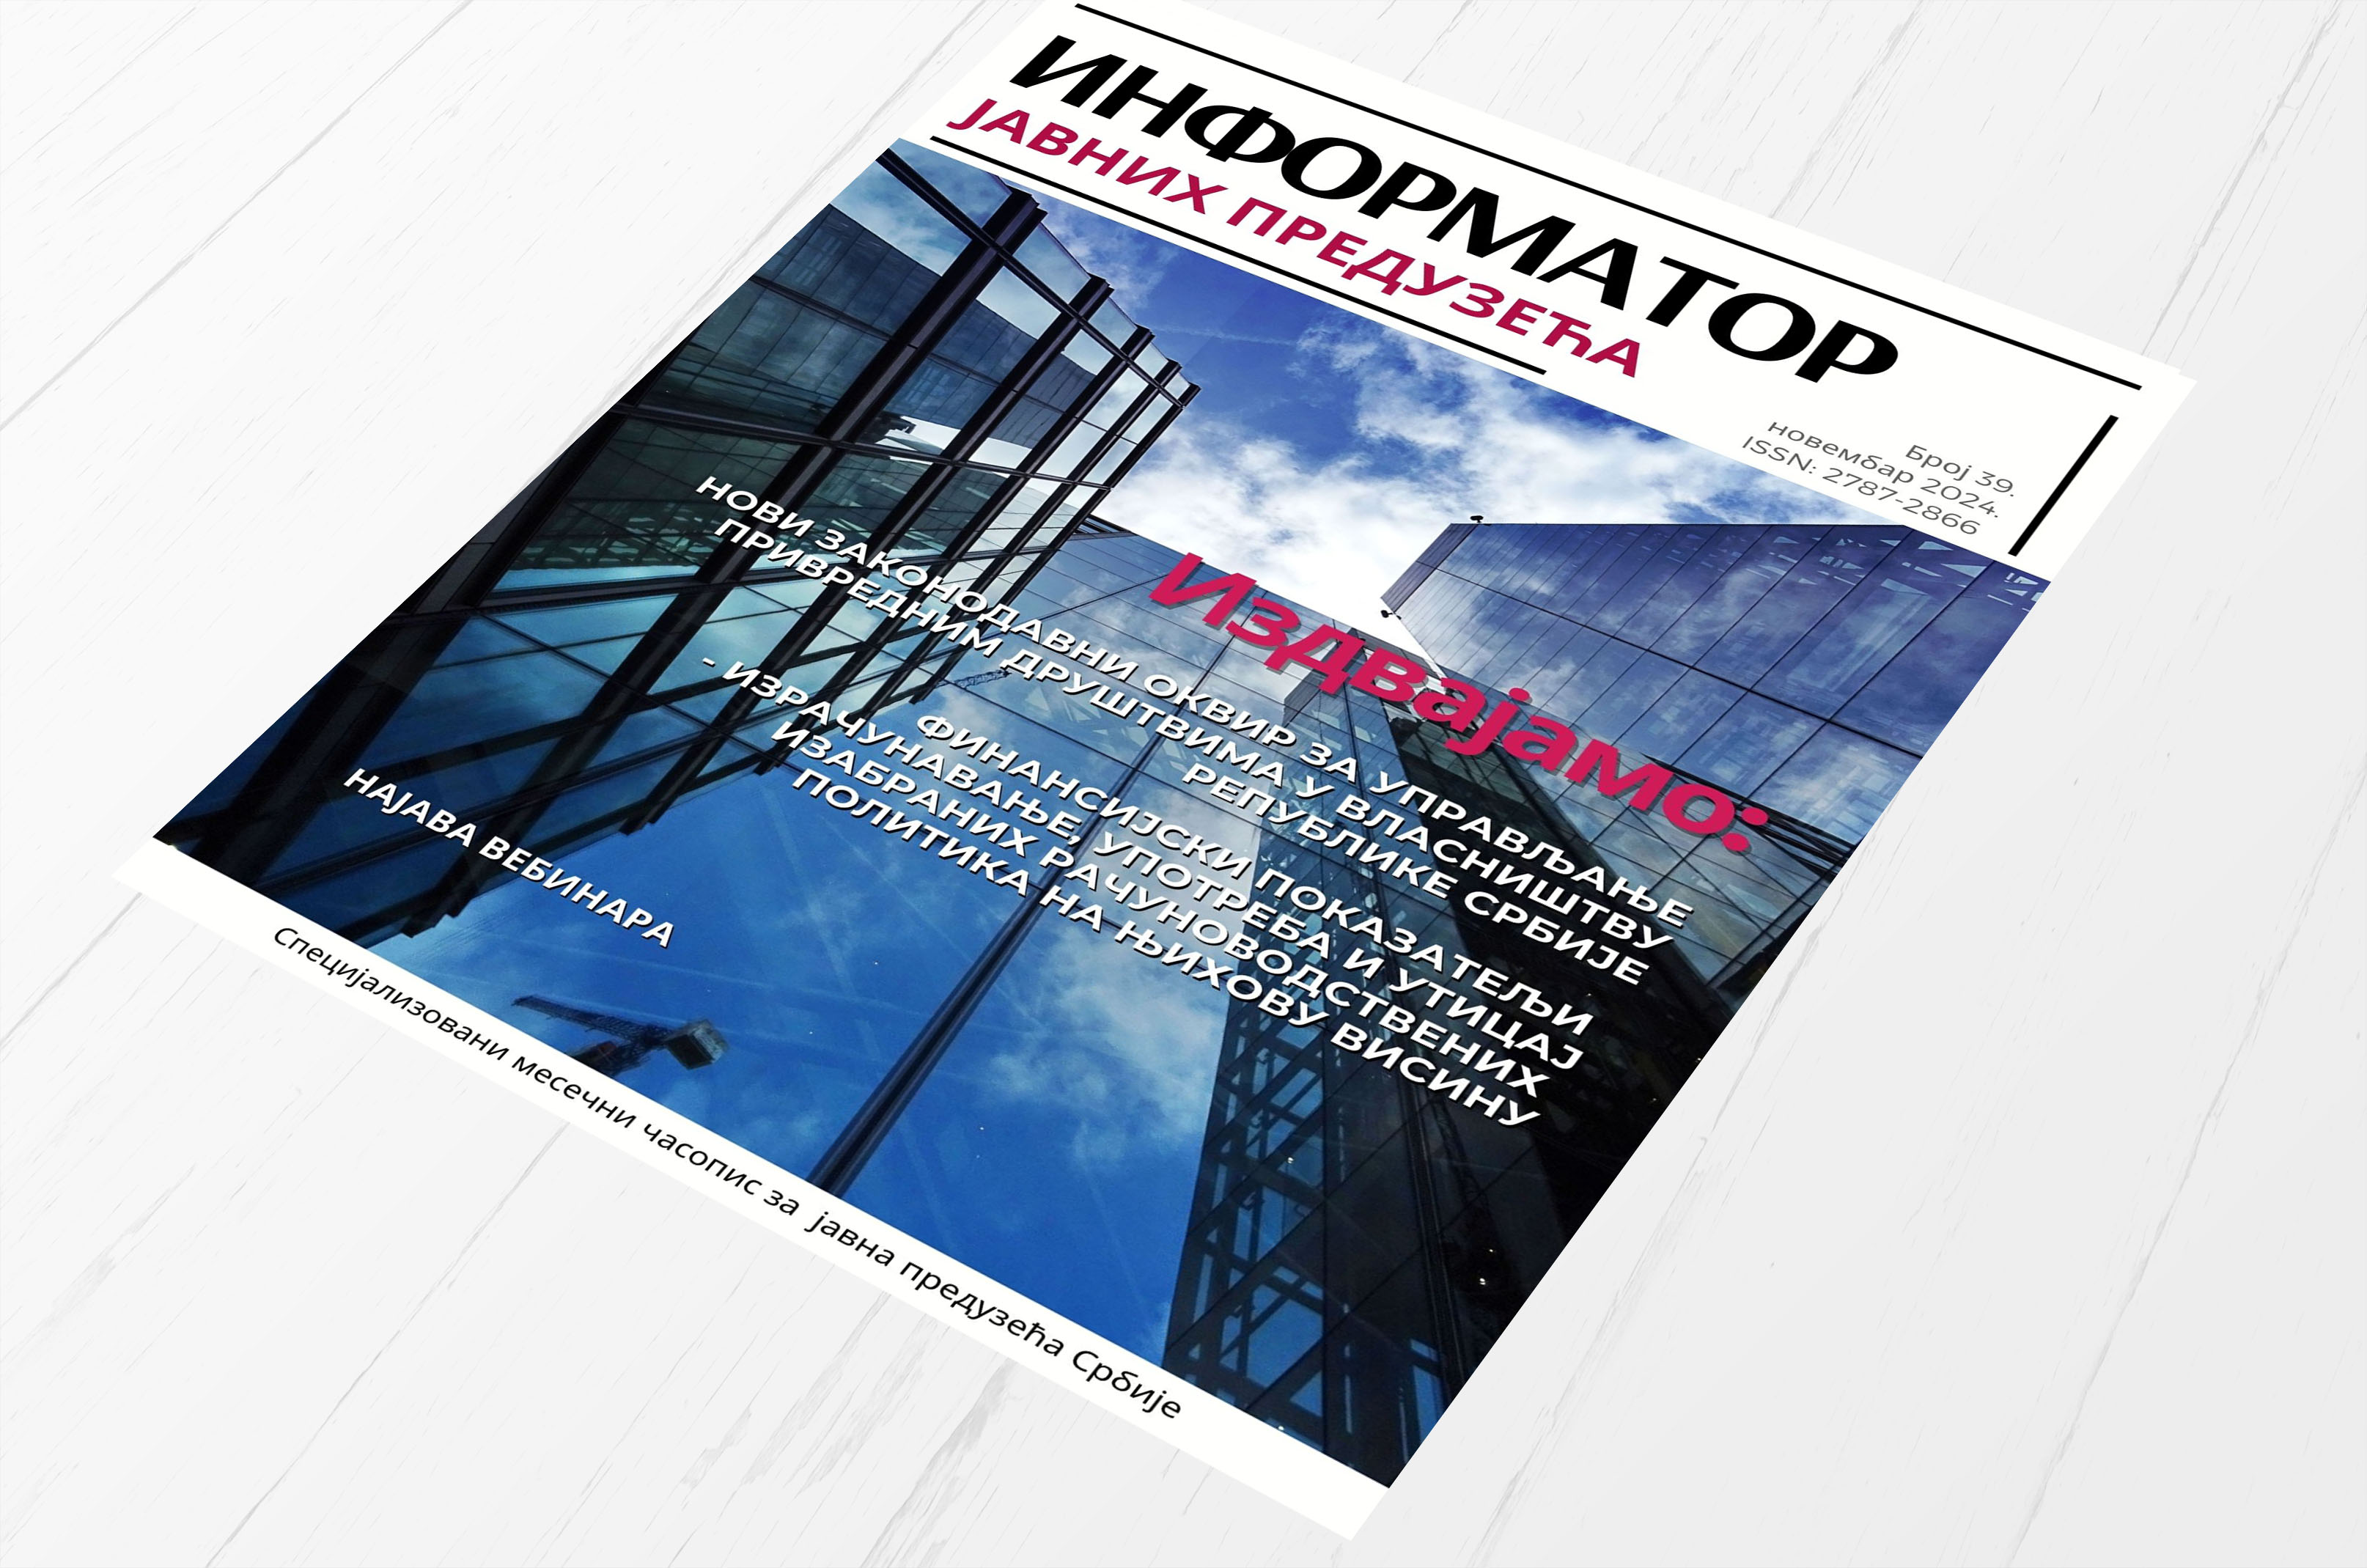 ИНФОРМАТОР
ЈАВНИХ ПРЕДУЗЕЋА
Број 39.
новембар 2024.
ISSN: 2787-2866
Издвајамо:
НОВИ ЗАКОНОДАВНИ ОКВИР ЗА УПРАВЉАЊЕ
ПРИВРЕДНИМ ДРУШТВИМА У ВЛАСНИШТВУ
РЕПУБЛИКЕ СРБИЈЕ
ФИНАНСИЈСКИ ПОКАЗАТЕЉИ
- ИЗРАЧУНАВАЊЕ, УПОТРЕБА И УТИЦАЈ
ИЗАБРАНИХ РАЧУНОВОДСТВЕНИХ
ПОЛИТИКА НА ЊИХОВУ ВИСИНУ
НАЈАВА ВЕБИНАРА
Специјализовани месечни часопис за јавна предузећа Србије